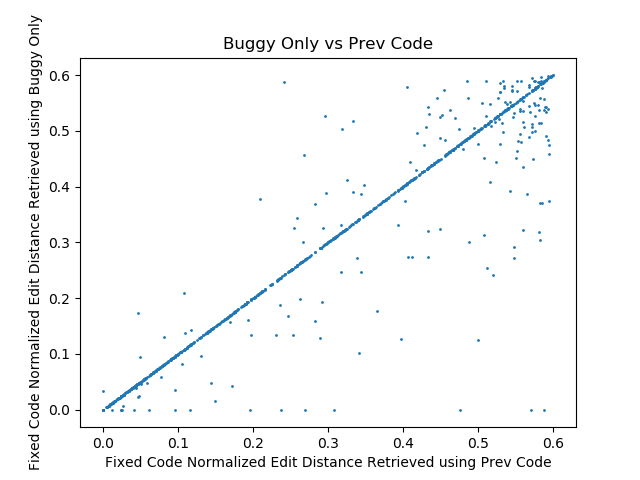 Buggy Only vs Prev Code
Fixed Code Normalized Edit Distance Retrieved using Buggy Only
0.6
0.5
0.4
0.3
0.2
0.1
0.0
0.0 0.1 0.2 0.3 0.4 0.5 0.6
Fixed Code Normalized Edit Distance Retrieved using Prev Code